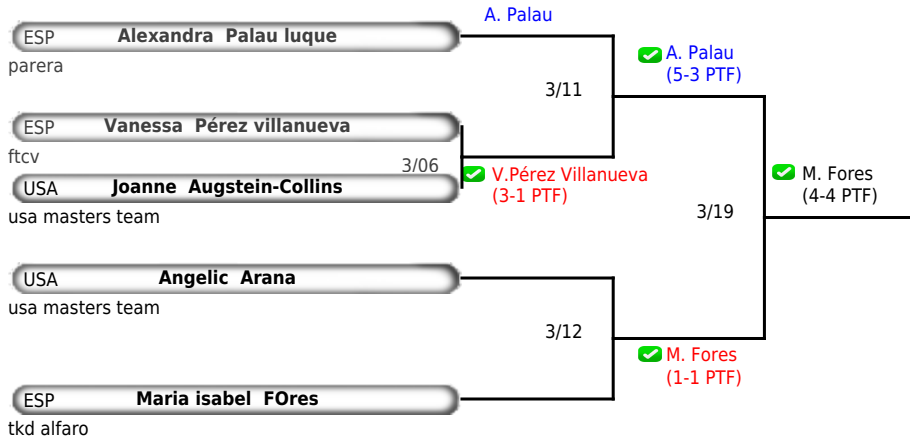 A. Palau
ESP Alexandra Palau luque
parera
A. Palau
(5-3 PTF)
3/11
ESP Vanessa Pérez villanueva
ftcv
3/06
V.Pérez Villanueva
(3-1 PTF)
USA Joanne Augstein-Collins
usa masters team
M. Fores
(4-4 PTF)
3/19
USA Angelic Arana
usa masters team
3/12
M. Fores
(1-1 PTF)
ESP Maria isabel FOres
tkd alfaro